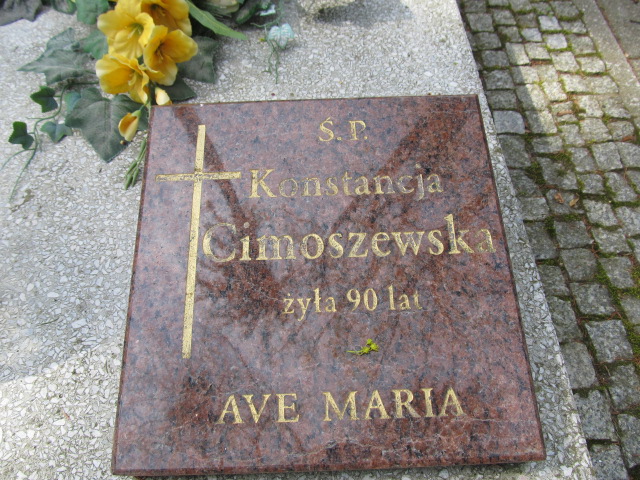 Ś.P.
Konstancja
Cimoszewska
żyła 90 lat
AVE MARIA